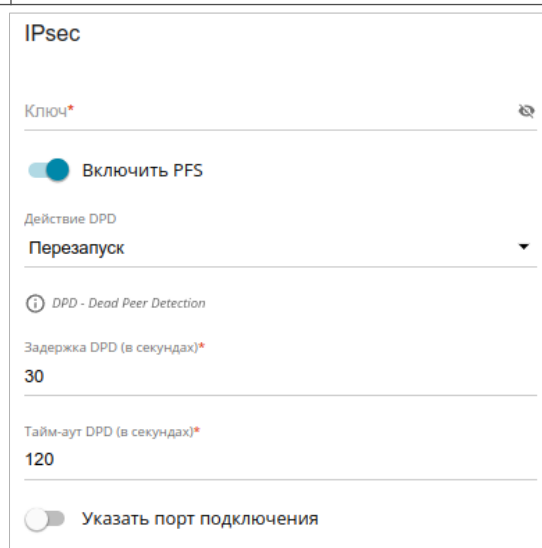 IPsec
Ключ*
Включить PFS
Действие DPD
Перезапуск
DPD - Dead Peer Detection
Задержка DPD (в секундах)*
30
Тайм-аут DPD (в секундах)*
120
Указать порт подключения